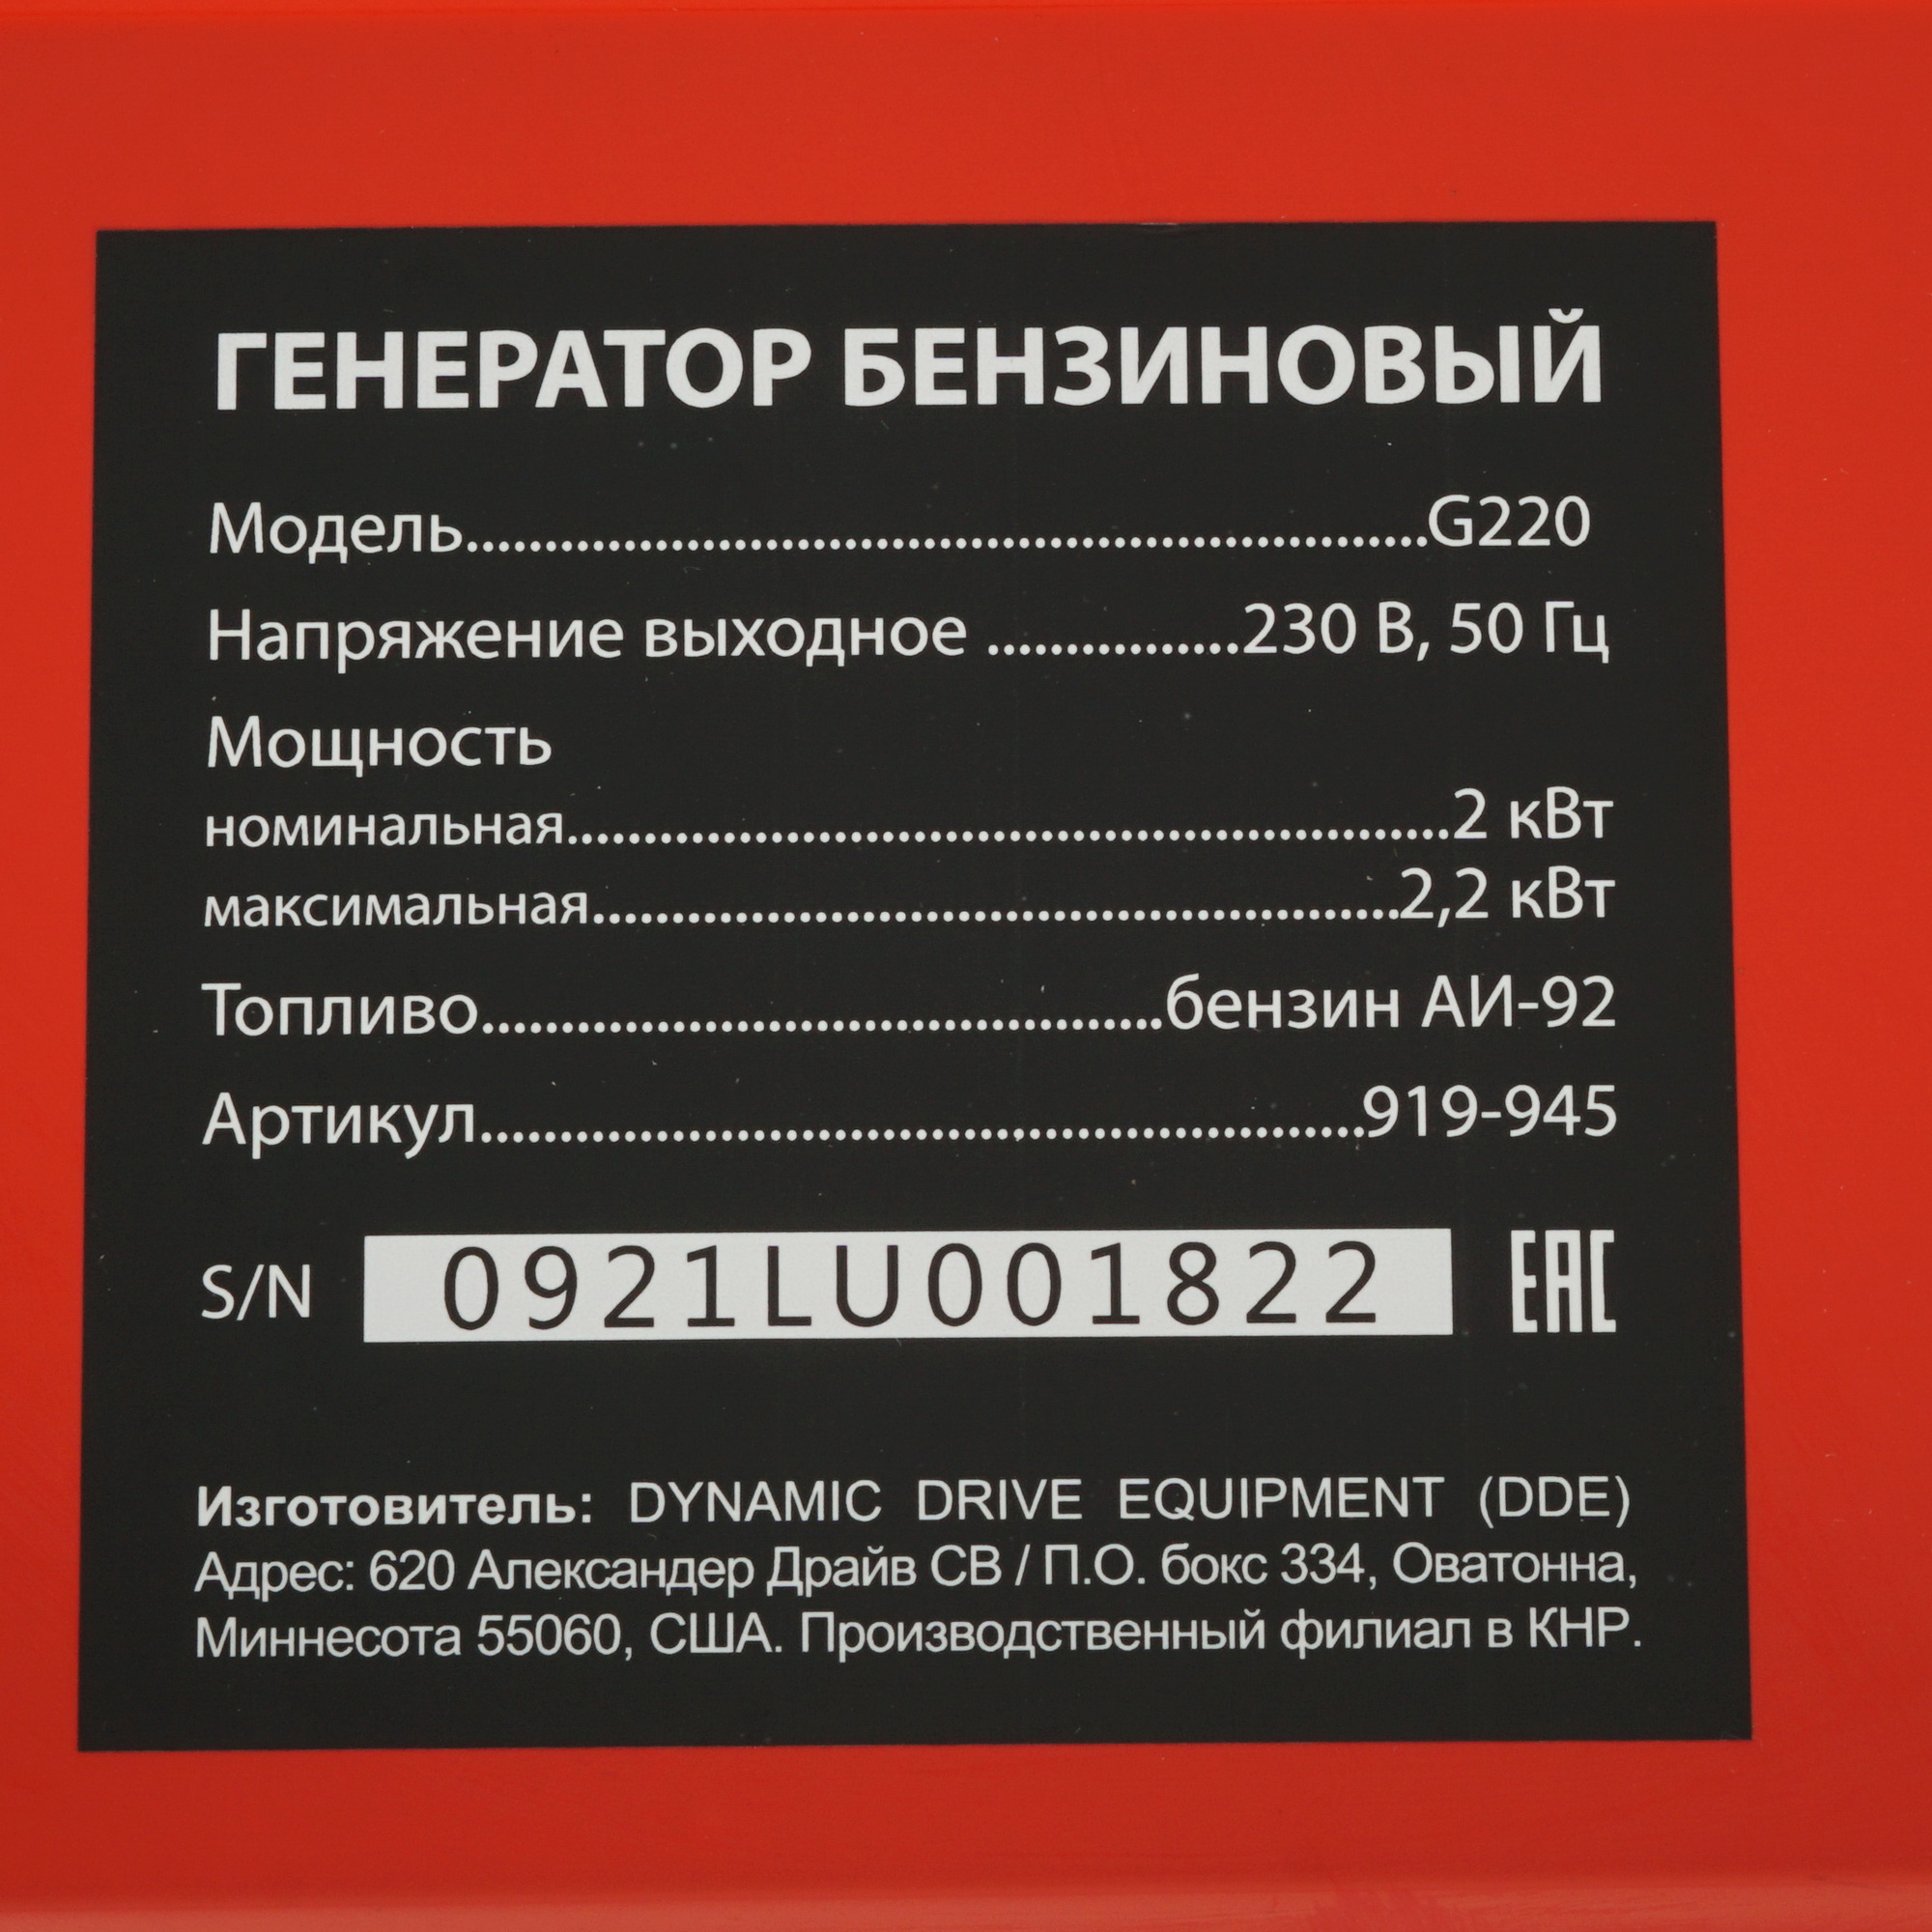 ГЕНЕРАТОР БЕНЗИНОВЫЙ
Модель.............................................................G220
Напряжение выходное ................230 В, 50 Гц
Мощность
номинальная........................................................2 кВт
максимальная...................................................2,2 кВт
Топливо...........................................бензин АИ-92
Артикул........................................................919-945
S/N 0921LU001822 EAC
Изготовитель: DYNAMIC DRIVE EQUIPMENT (DDE)
Адрес: 620 Александер Драйв СВ / П.О. бокс 334, Оватонна,
Миннесота 55060, США. Производственный филиал в КНР.